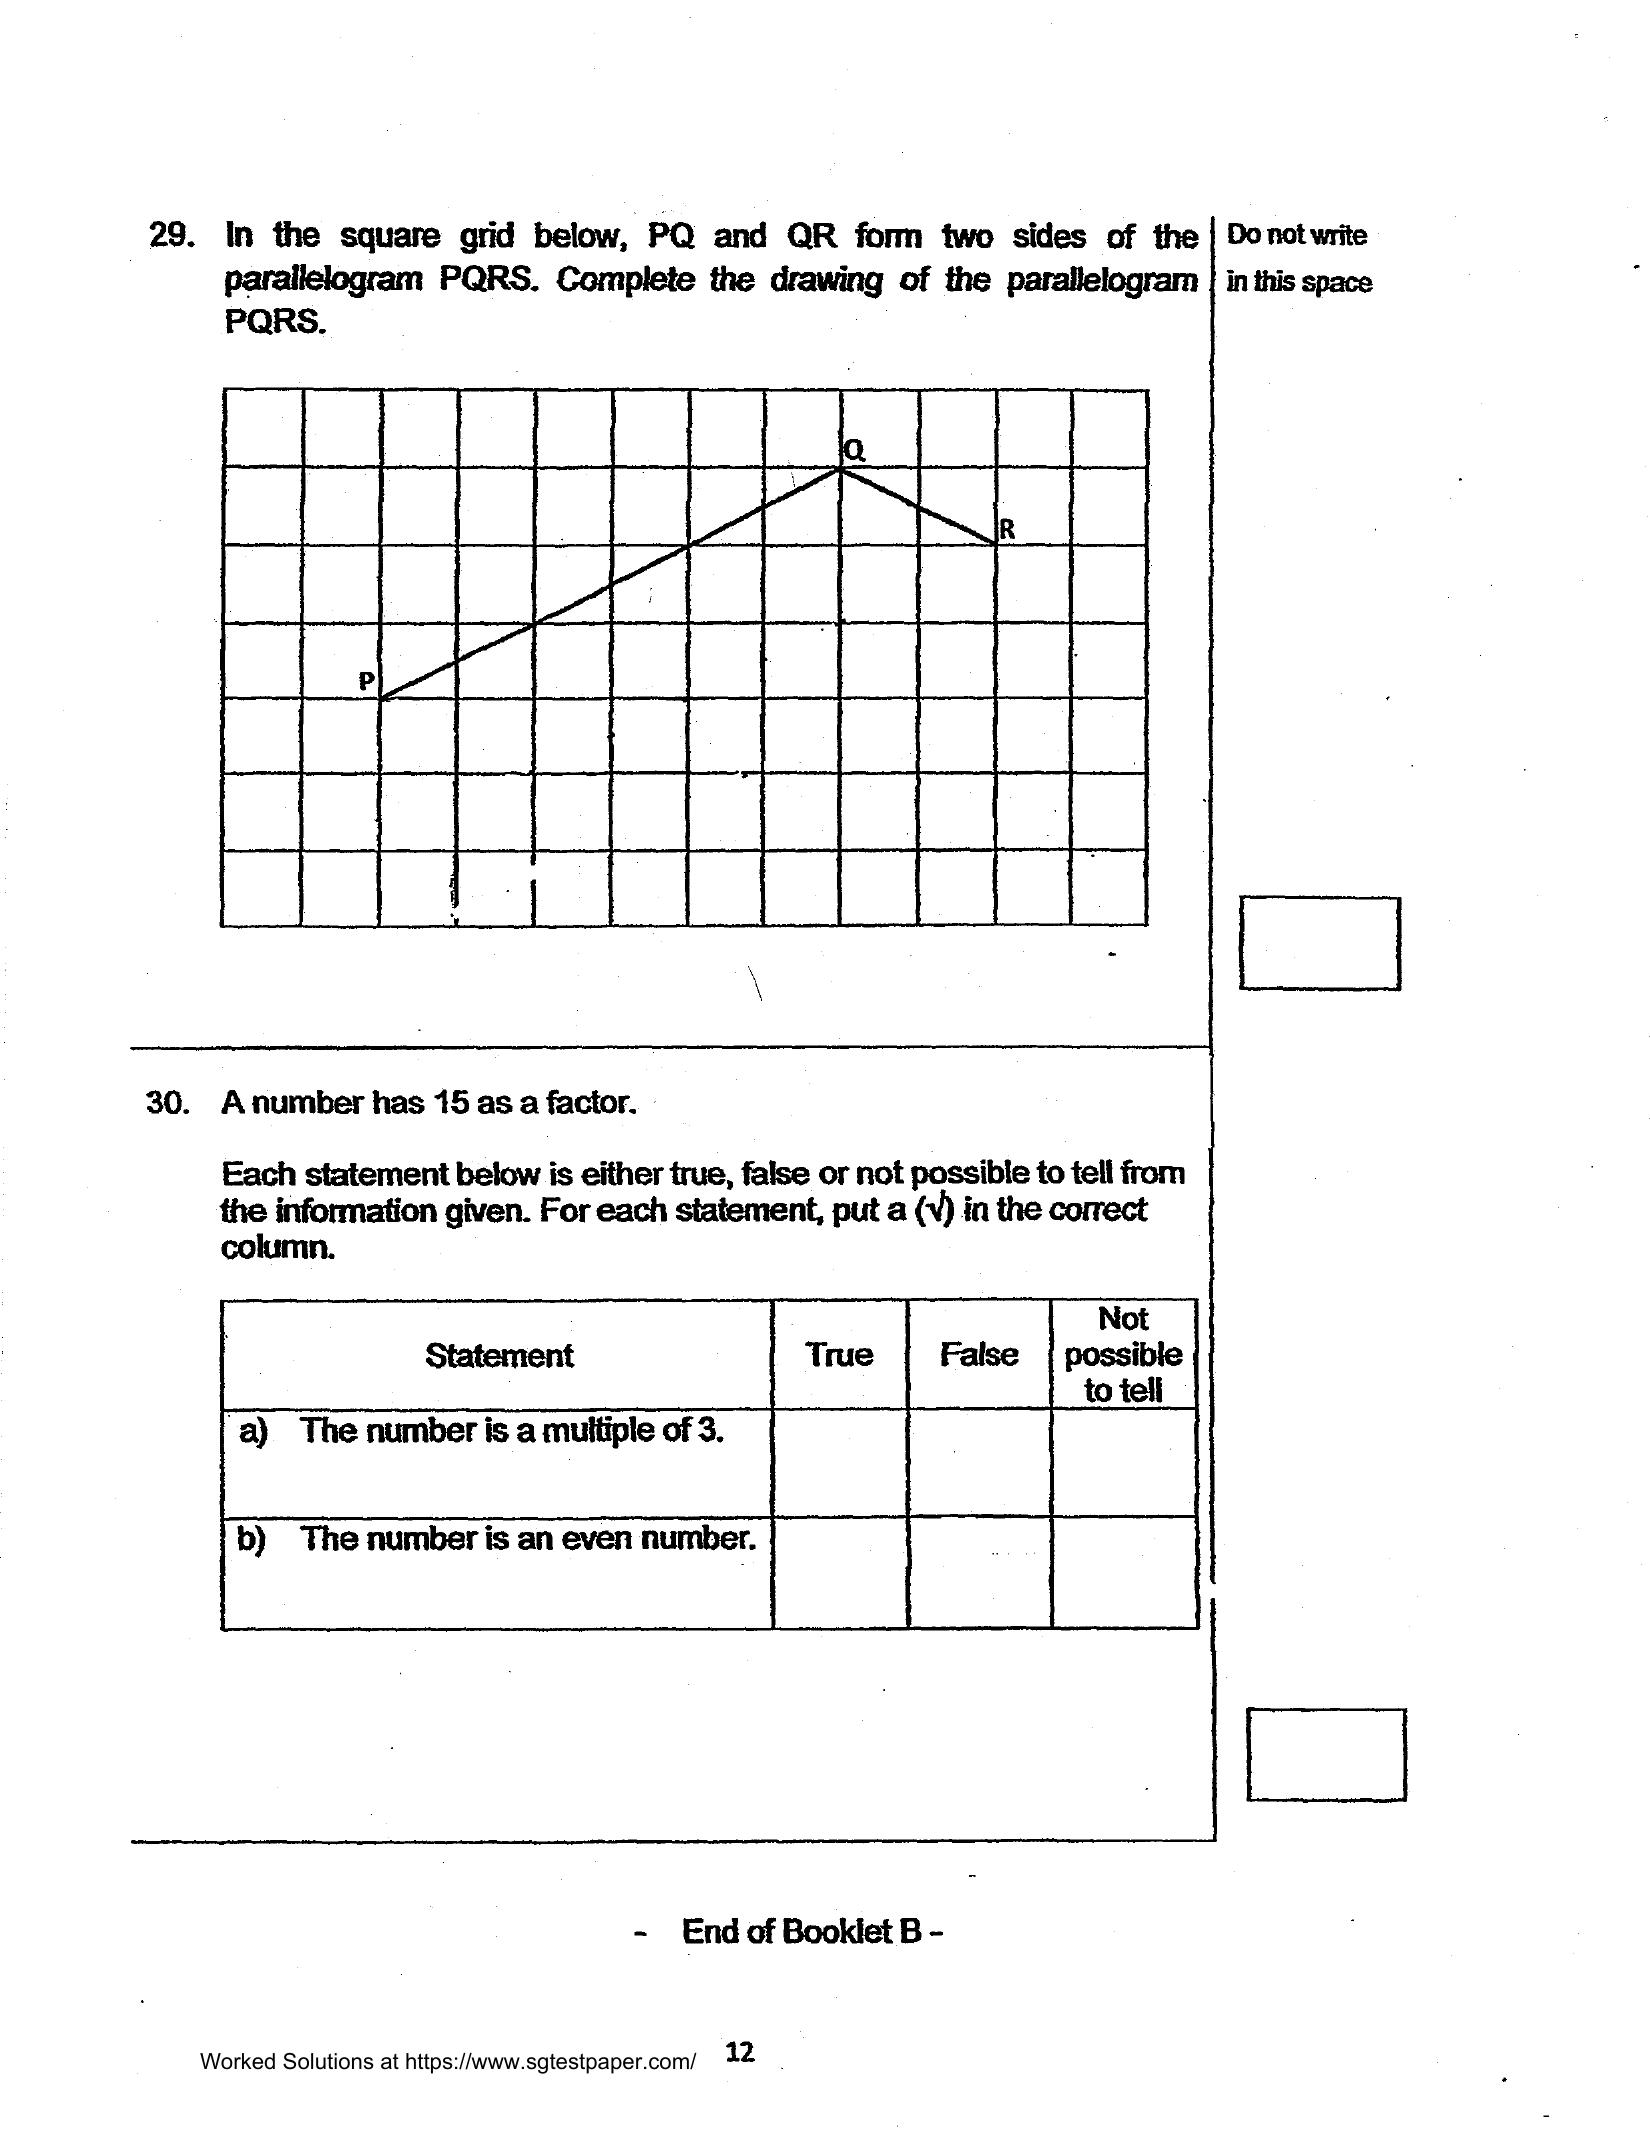 29. In the square grid below, PQ and QR form two sides of the
parallelogram PQRS. Complete the drawing of the parallelogram
PQRS.
Do not write
in this space
Q
R
P
30. A number has 15 as a factor.
Each statement below is either true, false or not possible to tell from
the information given. For each statement, put a (√) in the correct
column.
Statement True False Not possible to tell
a) The number is a multiple of 3.
b) The number is an even number.
- End of Booklet B -
Worked Solutions at https://www.sgtestpaper.com/ 12